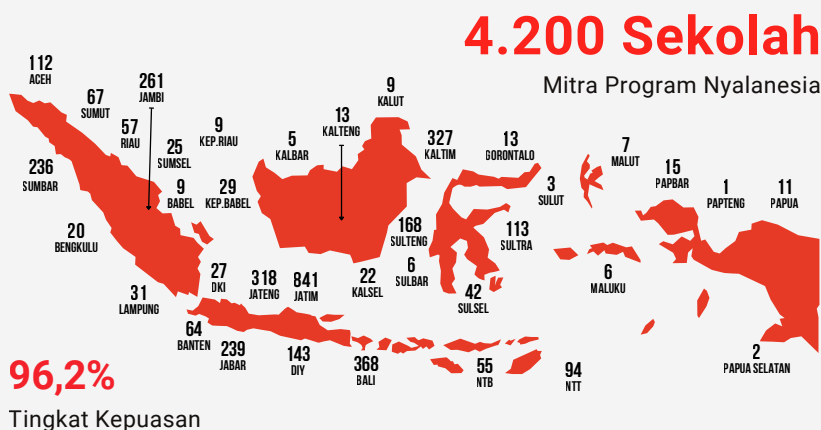 4.200 Sekolah
Mitra Program Nyalanesia
112
ACEH
67
SUMUT
261
JAMBI
57
RIAU
25
SUMSEL
9
KEP.RIAU
236
SUMBAR
9
BABEL
29
KEP.BABEL
20
BENGKULU
31
LAMPUNG
5
KALBAR
13
KALTENG
9
KALUT
327
KALTIM
13
GORONTALO
3
SULUT
7
MALUT
15
PAPBAR
1
PAPTENG
11
PAPUA
168
SULTENG
113
SULTRA
6
SULBAR
22
KALSEL
42
SULSEL
6
MALUKU
27
DKI
318
JATENG
841
JATIM
64
BANTEN
239
JABAR
143
DIY
368
BALI
55
NTB
94
NTT
2
PAPUA SELATAN
96,2%
Tingkat Kepuasan